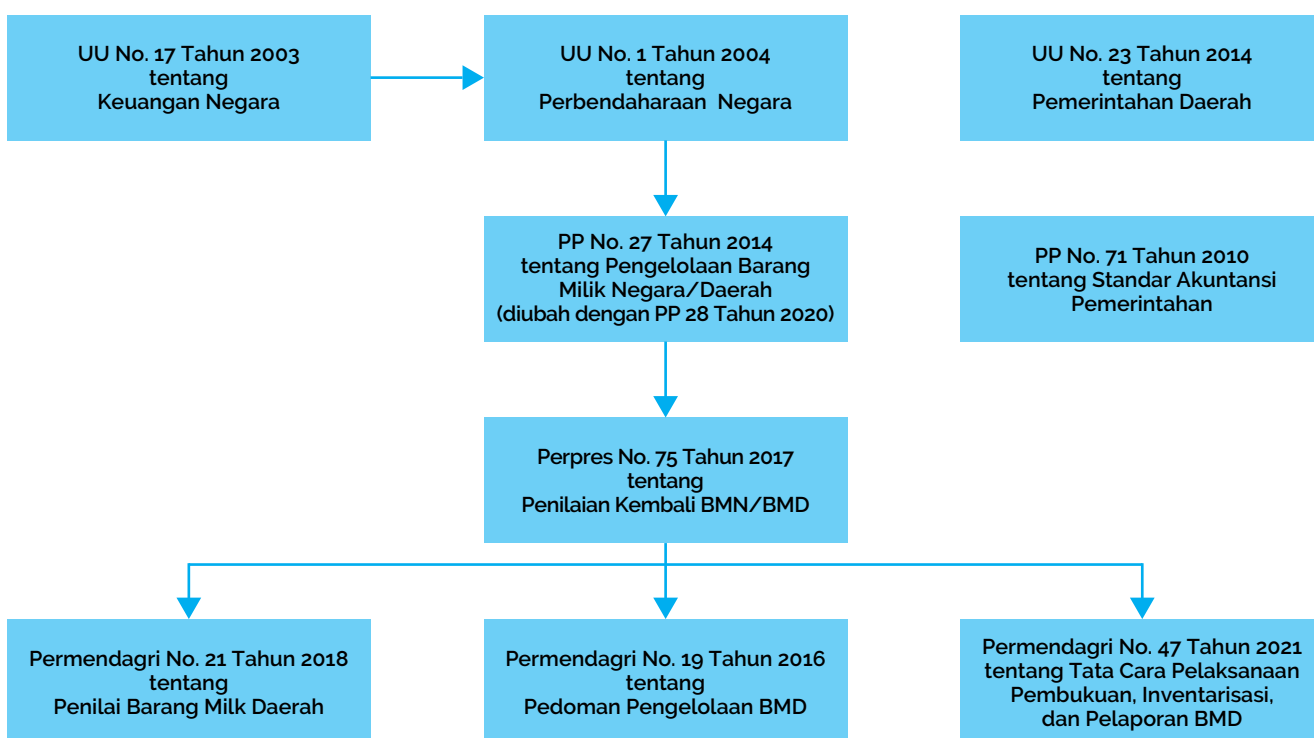 UU No. 17 Tahun 2003
tentang
Keuangan Negara
UU No. 1 Tahun 2004
tentang
Perbendaharaan Negara
UU No. 23 Tahun 2014
tentang
Pemerintahan Daerah
PP No. 27 Tahun 2014
tentang Pengelolaan Barang
Milik Negara/Daerah
(diubah dengan PP 28 Tahun 2020)
PP No. 71 Tahun 2010
tentang Standar Akuntansi
Pemerintahan
Perpres No. 75 Tahun 2017
tentang
Penilaian Kembali BMN/BMD
Permendagri No. 21 Tahun 2018
tentang
Penilai Barang Milk Daerah
Permendagri No. 19 Tahun 2016
tentang
Pedoman Pengelolaan BMD
Permendagri No. 47 Tahun 2021
tentang Tata Cara Pelaksanaan
Pembukuan, Inventarisasi,
dan Pelaporan BMD